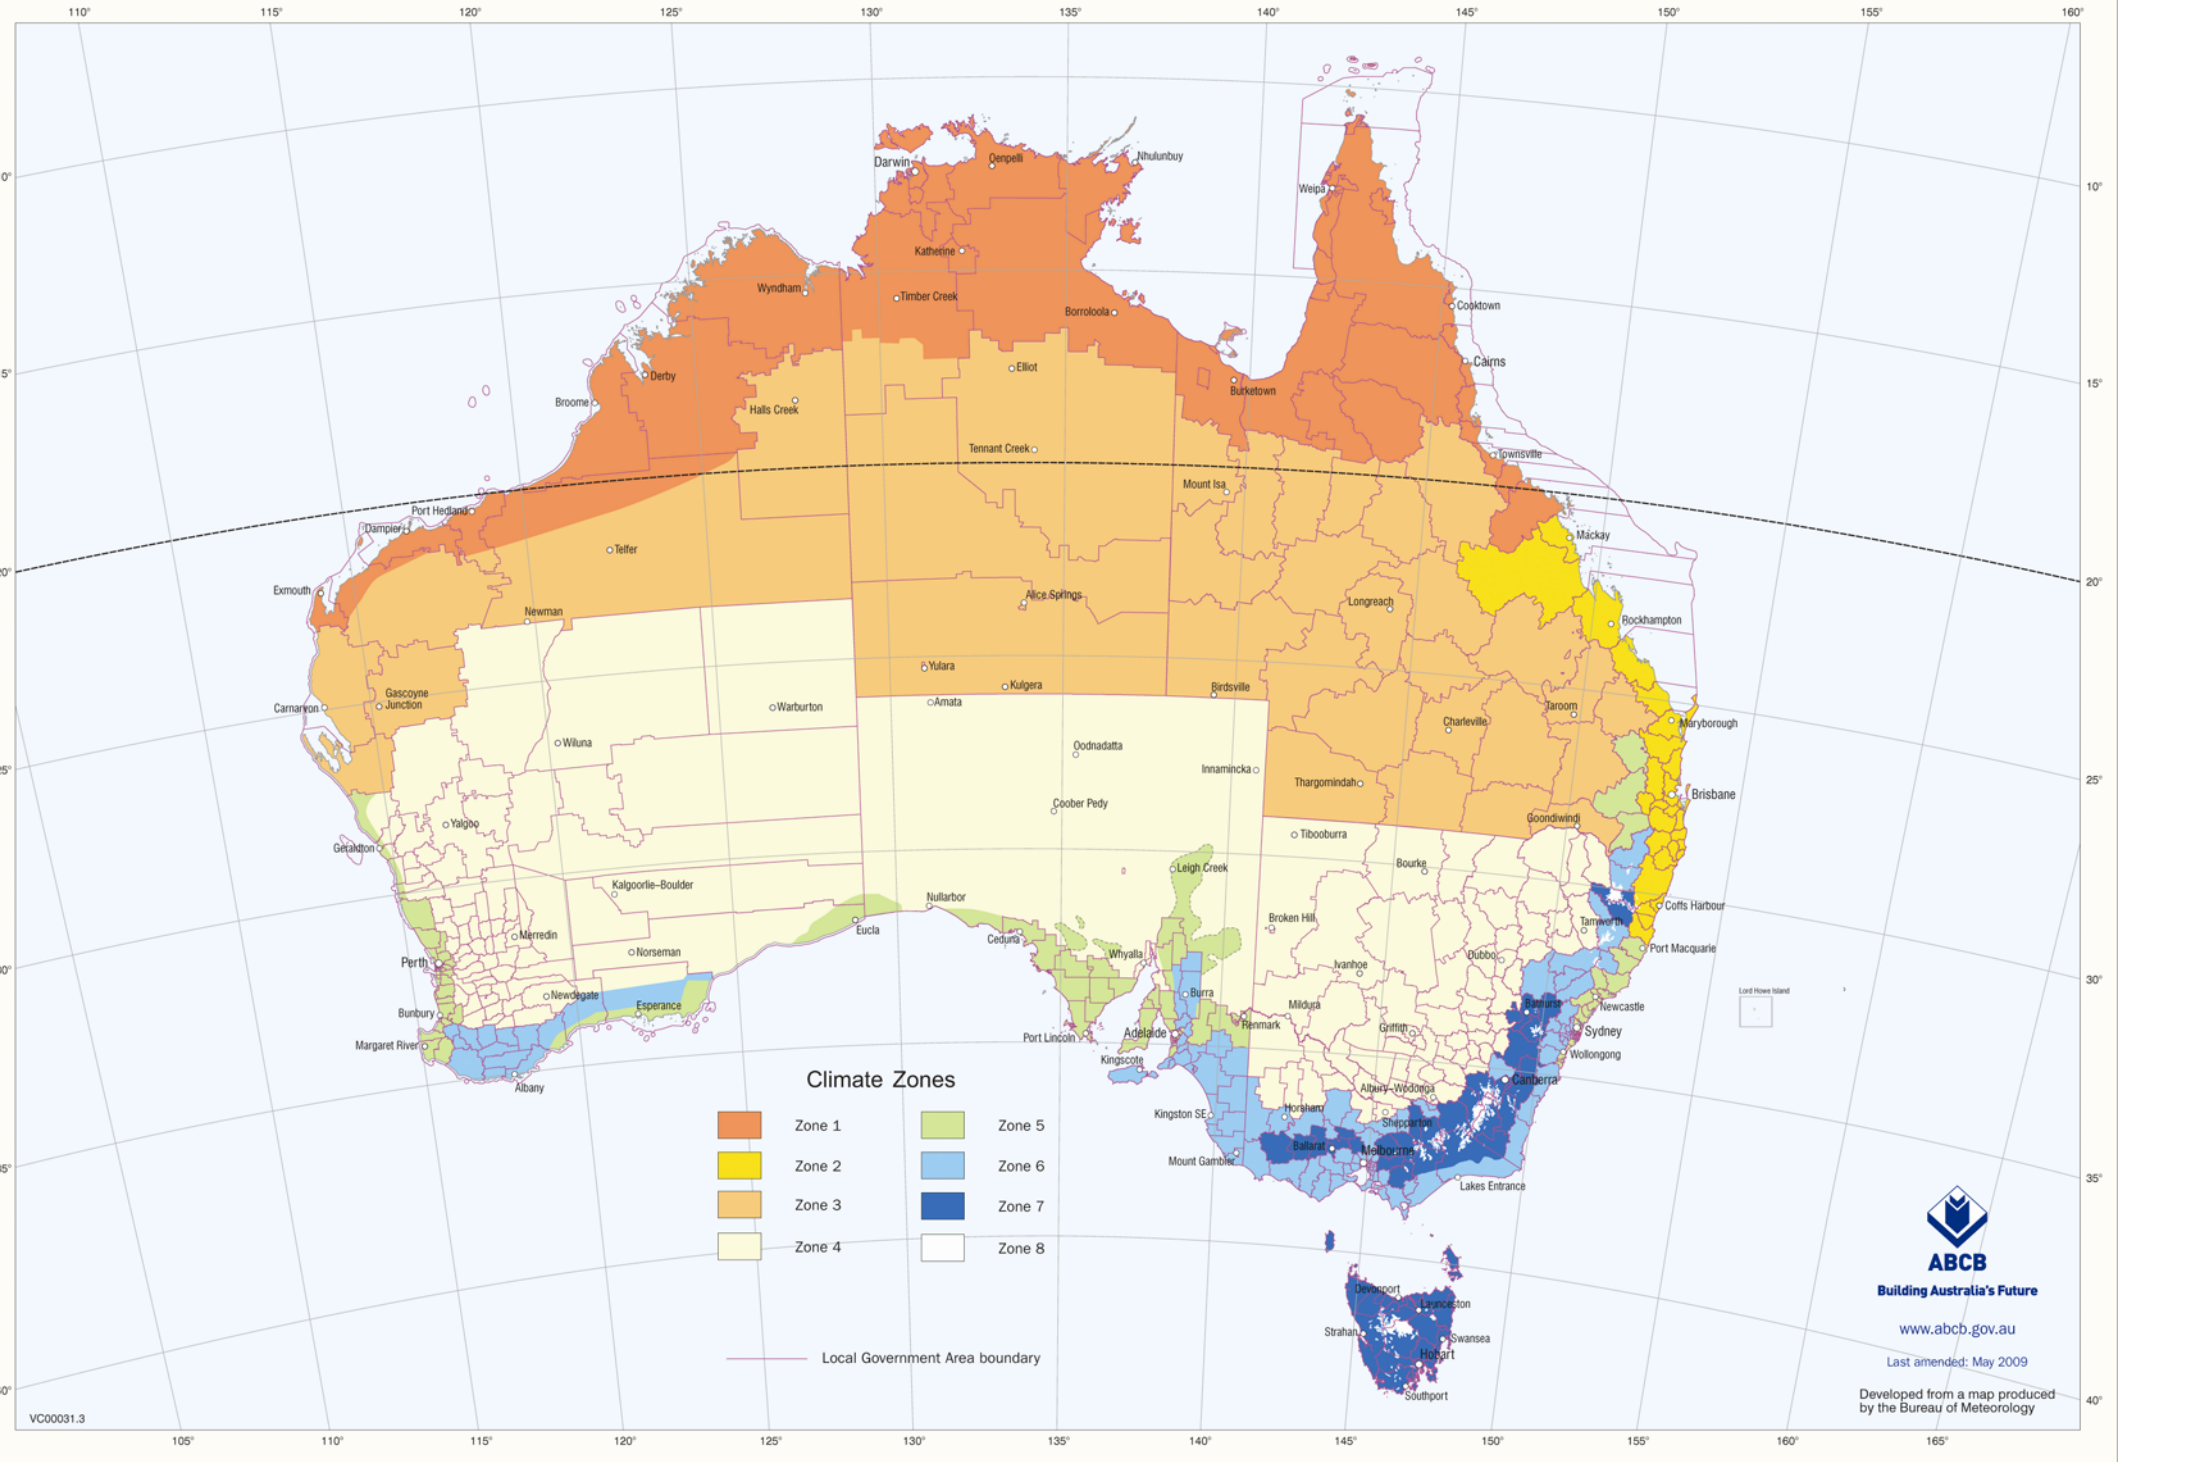 110° 115° 120° 125° 130° 135° 140° 145° 150° 155° 160°
0° 10°
Darwin
Oenpelli
Nhulunbuy
Weipa
Katherine
Wyndham
Timber Creek
Borroloola
Cooktown
5° 15°
Cairns
Elliot
Derby
Burketown
Broome
Halls Creek
Tennant Creek
Townsville
Mount Isa
Port Hedland
Dampier
Mackay
Telfer
20° 20°
Exmouth
Alice Springs
Longreach
Newman
Rockhampton
Yulara
Kulgera
Birdsville
Gascoyne
Junction
Amata
Carnarvon
Warburton
Taroom
Charleville
Maryborough
Wiluna
Oodnadatta
25° 25°
Innamincka
Thargomindah
Brisbane
Coober Pedy
Goondiwindi
Yalgoo
Tibooburra
Geraldton
Bourke
Leigh Creek
Kalgoorlie–Boulder
Nullarbor
Coffs Harbour
Broken Hill
Tamworth
Eucla
Merredin
Ceduna
Port Macquarie
Norseman
Whyalla
Dubbo
Perth
Ivanhoe
30° 30°
Lord Howe Island
Newdegate
Burra
Esperance
Bathurst
Newcastle
Mildura
Bunbury
Renmark
Griffith
Sydney
Adelaide
Port Lincoln
Margaret River
Wollongong
Kingscote
Canberra
Albany
Albury–Wodonga
Climate Zones
Kingston SE
Horsham
Shepparton
Zone 1 Zone 5
Ballarat
Melbourne
Mount Gambier
Zone 2 Zone 6
35° 35°
Lakes Entrance
Zone 3 Zone 7
Zone 4 Zone 8
ABCB
Building Australia's Future
Devonport
Launceston
www.abcb.gov.au
Strahan
Swansea
Hobart
Local Government Area boundary
Last amended: May 2009
Southport
40° 40°
Developed from a map produced
by the Bureau of Meteorology
VC00031.3
105° 110° 115° 120° 125° 130° 135° 140° 145° 150° 155° 160° 165°